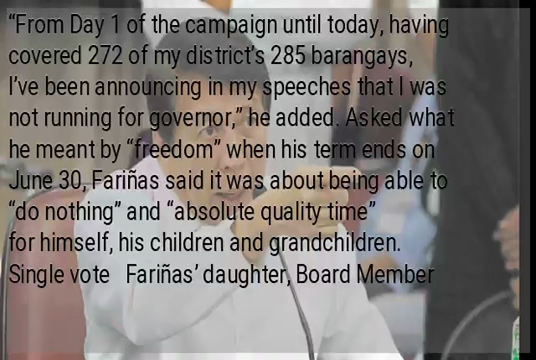 “From Day 1 of the campaign until today, having
covered 272 of my district’s 285 barangays,
I’ve been announcing in my speeches that I was
not running for governor,” he added. Asked what
he meant by “freedom” when his term ends on
June 30, Fariñas said it was about being able to
“do nothing” and “absolute quality time”
for himself, his children and grandchildren.
Single vote   Fariñas’ daughter, Board Member